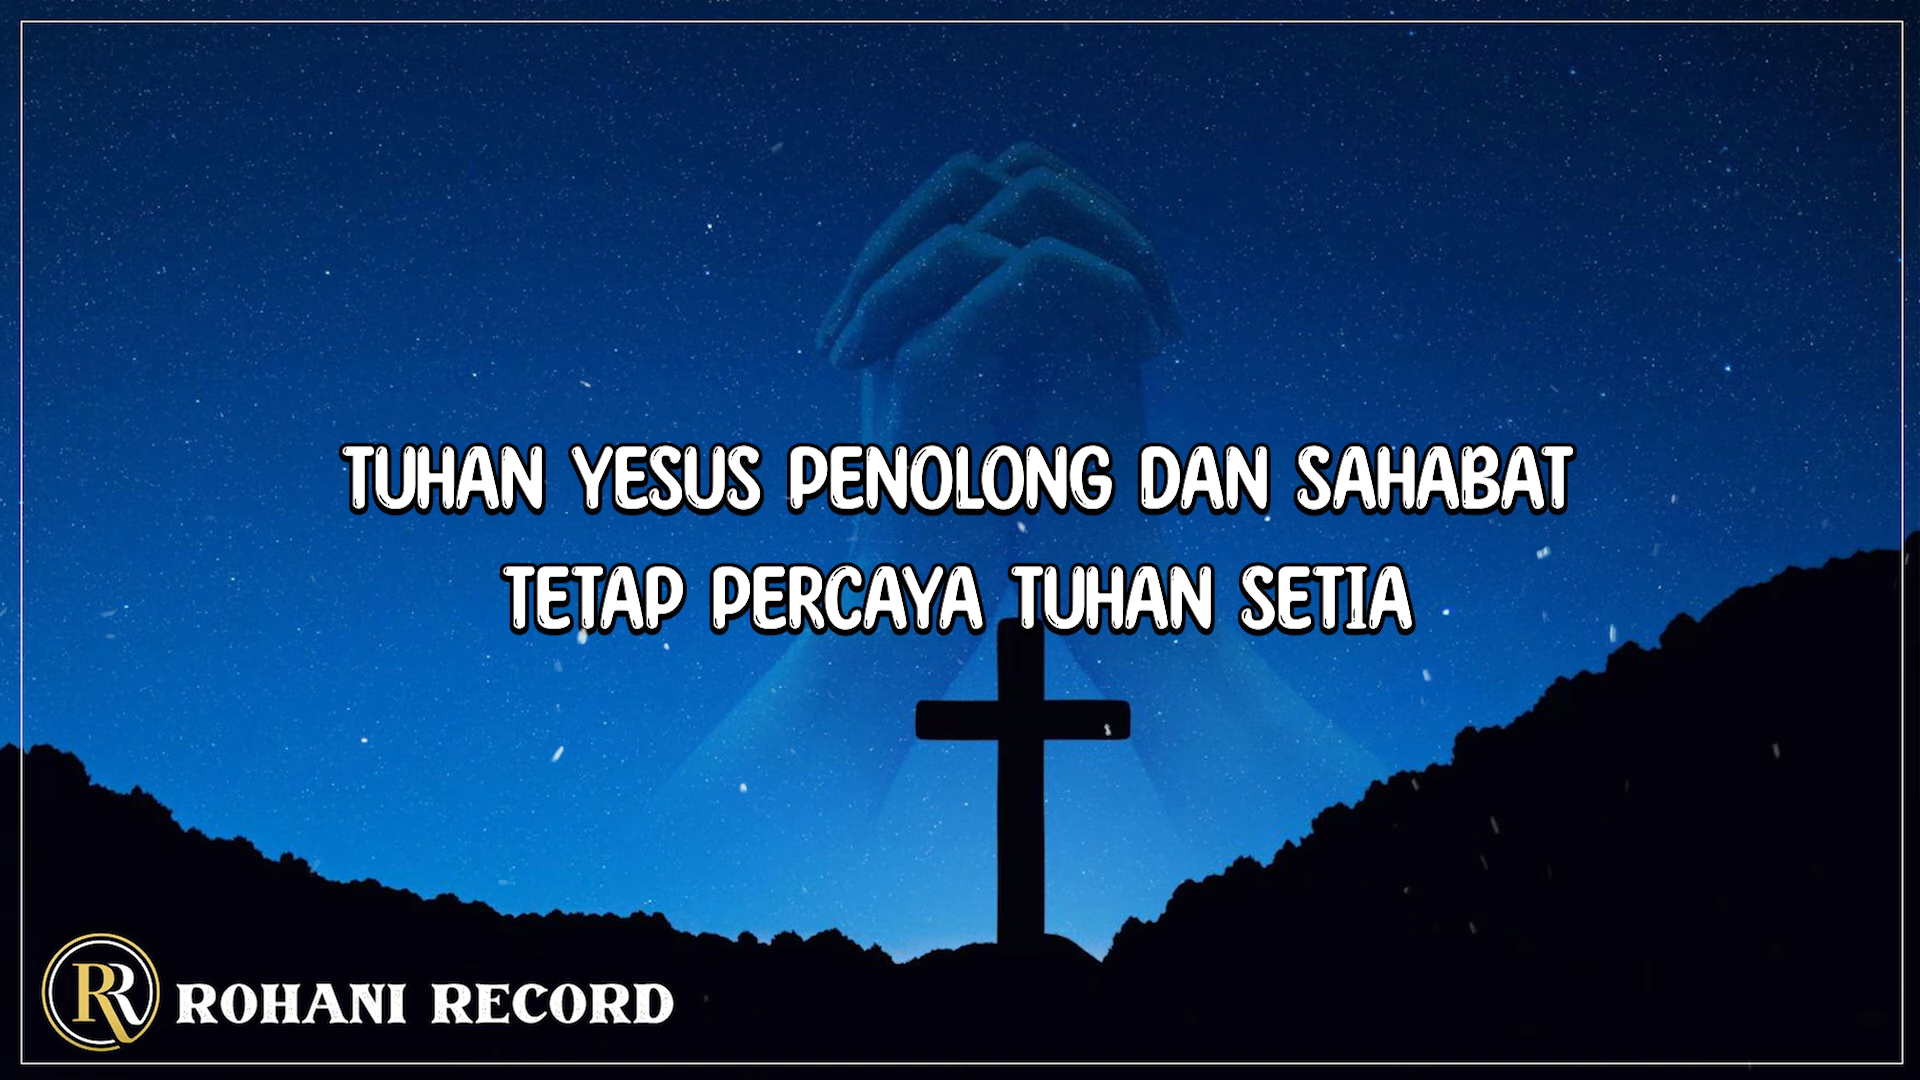 TUHAN YESUS PENOLONG DAN SAHABAT
TETAP PERCAYA TUHAN SETIA
RR ROHANI RECORD